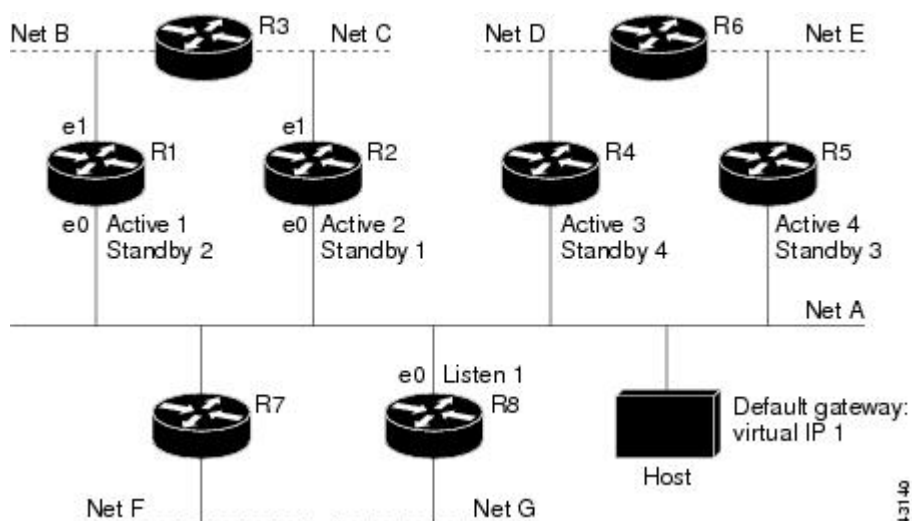 Net B
R3
Net C
Net D
R6
Net E
e1
R1
e1
R2
R4
R5
e0
Active 1
Standby 2
e0
Active 2
Standby 1
Active 3
Standby 4
Active 4
Standby 3
Net A
R7
e0
Listen 1
R8
Default gateway:
virtual IP 1
Host
Net F
Net G
43149